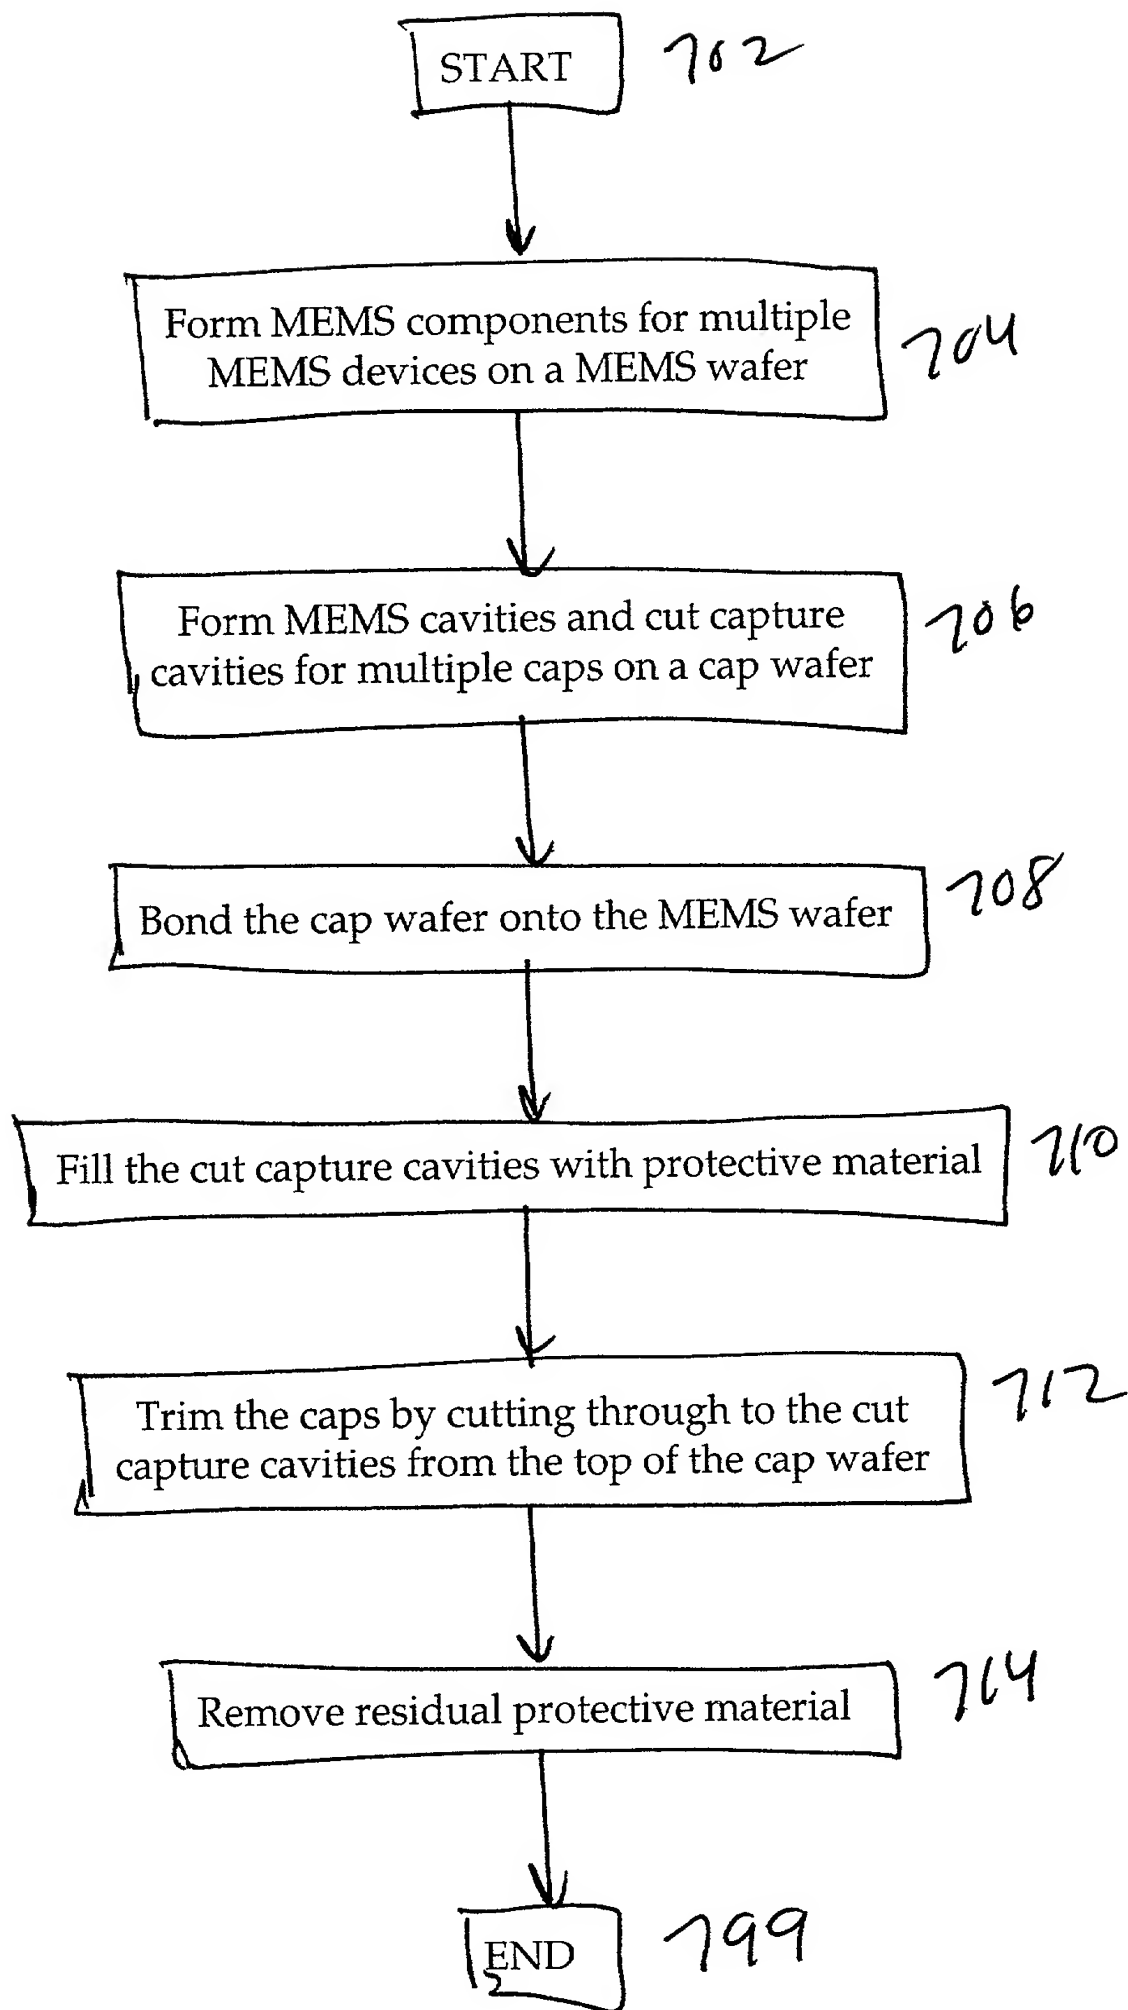 START 702
Form MEMS components for multiple
MEMS devices on a MEMS wafer
704
Form MEMS cavities and cut capture
cavities for multiple caps on a cap wafer
706
Bond the cap wafer onto the MEMS wafer 708
Fill the cut capture cavities with protective material 710
Trim the caps by cutting through to the cut
capture cavities from the top of the cap wafer
712
Remove residual protective material 714
END 799